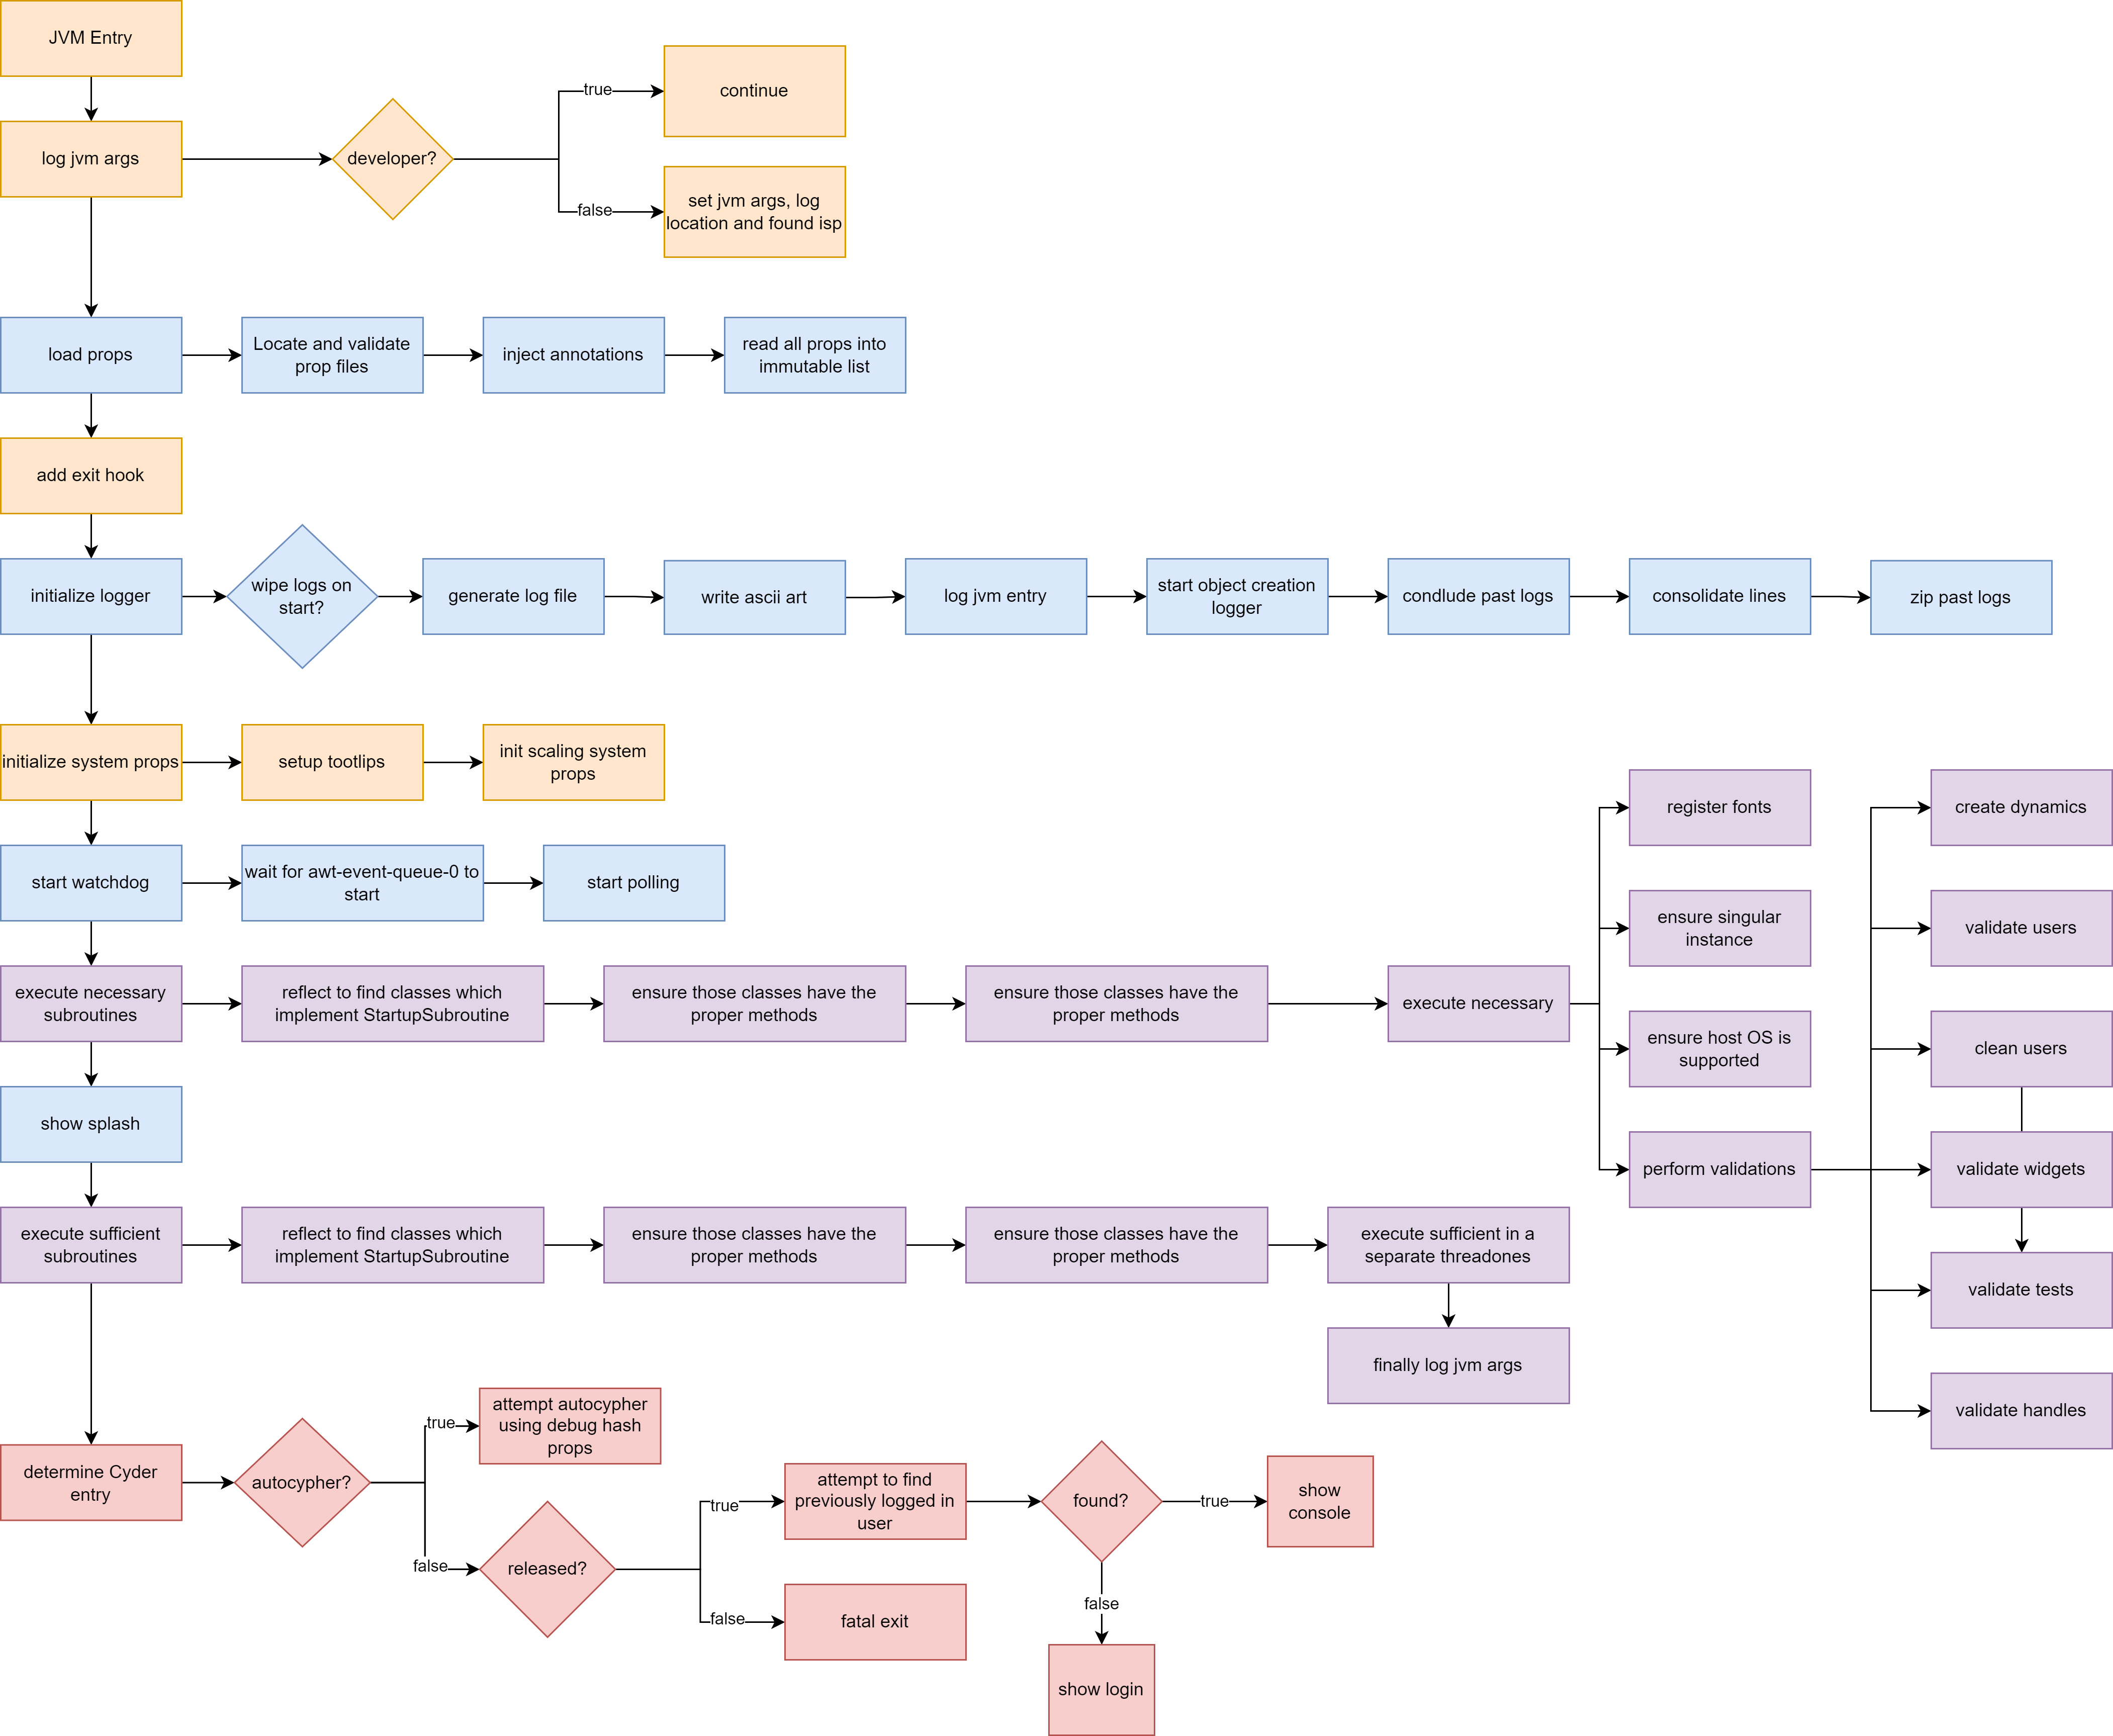 JVM Entry
continue
true
log jvm args
developer?
false
set jvm args, log
location and found isp
load props
Locate and validate
prop files
inject annotations
read all props into
immutable list
add exit hook
initialize logger
wipe logs on
start?
generate log file
write ascii art
log jvm entry
start object creation
logger
condlude past logs
consolidate lines
zip past logs
initialize system props
setup tootlips
init scaling system
props
register fonts
create dynamics
start watchdog
wait for awt-event-queue-0 to
start
start polling
ensure singular
instance
validate users
execute necessary
subroutines
reflect to find classes which
implement StartupSubroutine
ensure those classes have the
proper methods
ensure those classes have the
proper methods
execute necessary
ensure host OS is
supported
clean users
show splash
perform validations
validate widgets
execute sufficient
subroutines
reflect to find classes which
implement StartupSubroutine
ensure those classes have the
proper methods
ensure those classes have the
proper methods
execute sufficient in a
separate threadones
validate tests
finally log jvm args
validate handles
determine Cyder
entry
autocypher?
true
attempt autocypher
using debug hash
props
false
released?
true
attempt to find
previously logged in
user
found?
true
show
console
false
fatal exit
false
show login